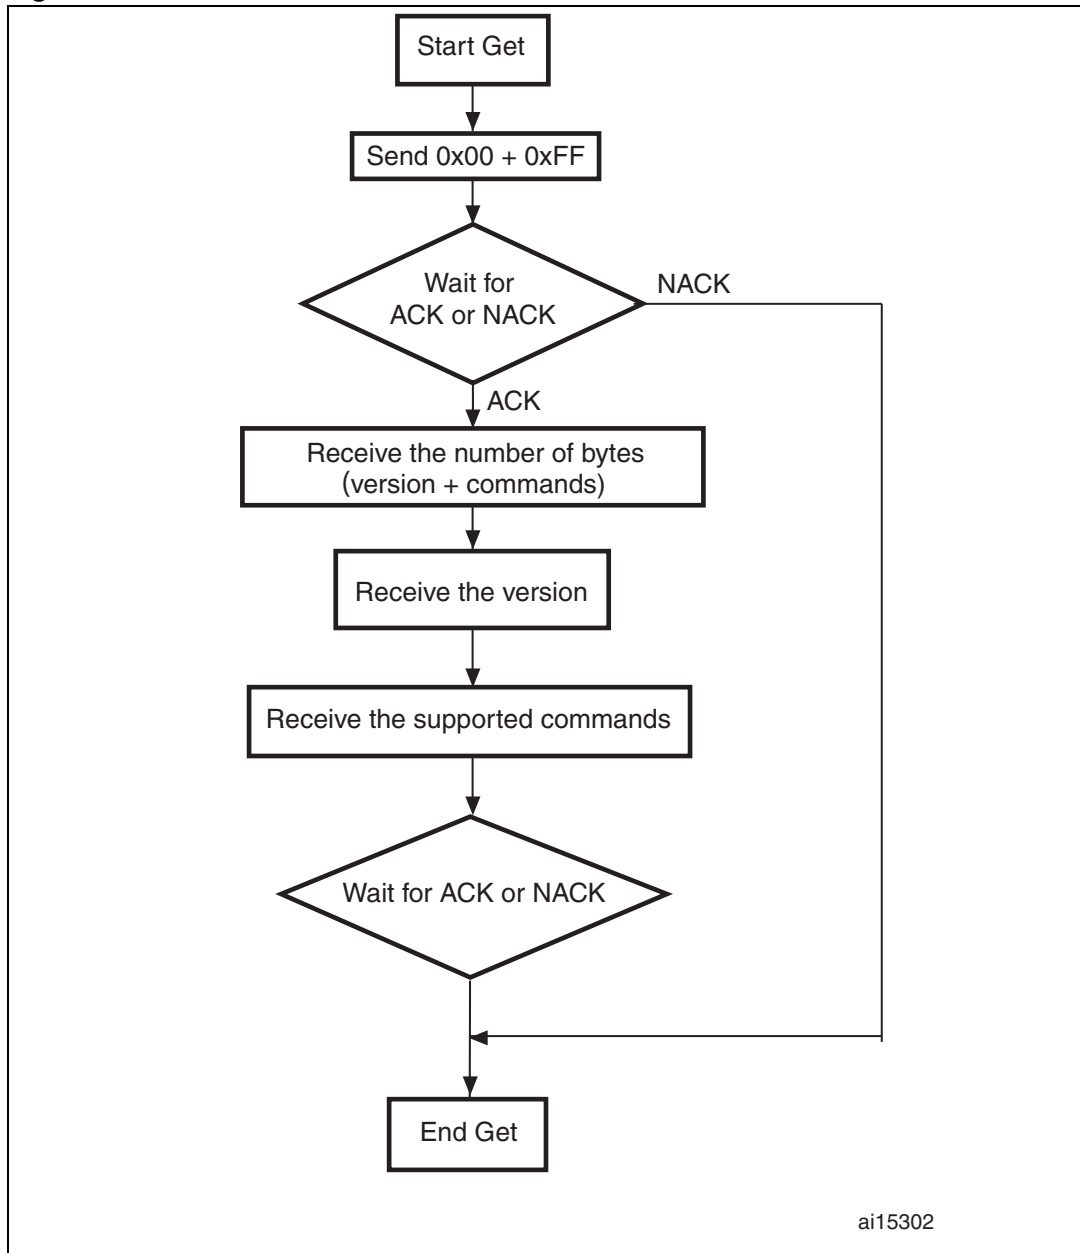 Start Get
Send 0x00 + 0xFF
Wait for
ACK or NACK
NACK
ACK
Receive the number of bytes
(version + commands)
Receive the version
Receive the supported commands
Wait for ACK or NACK
End Get
ai15302